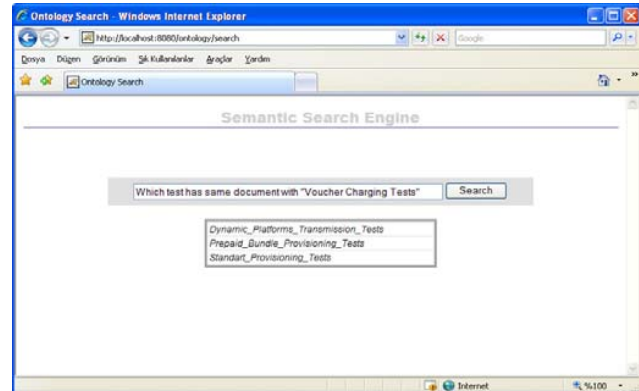 Ontology Search - Windows Internet Explorer
http://localhost:8080/ontology/search
Google
Dosya Düzen Görünüm Sık Kullanılanlar Araçlar Yardım
Ontology Search
Semantic Search Engine
Which test has same document with "Voucher Charging Tests" Search
Dynamic_Platforms_Transmission_Tests
Prepaid_Bundle_Provisioning_Tests
Standart_Provisioning_Tests
Internet %100